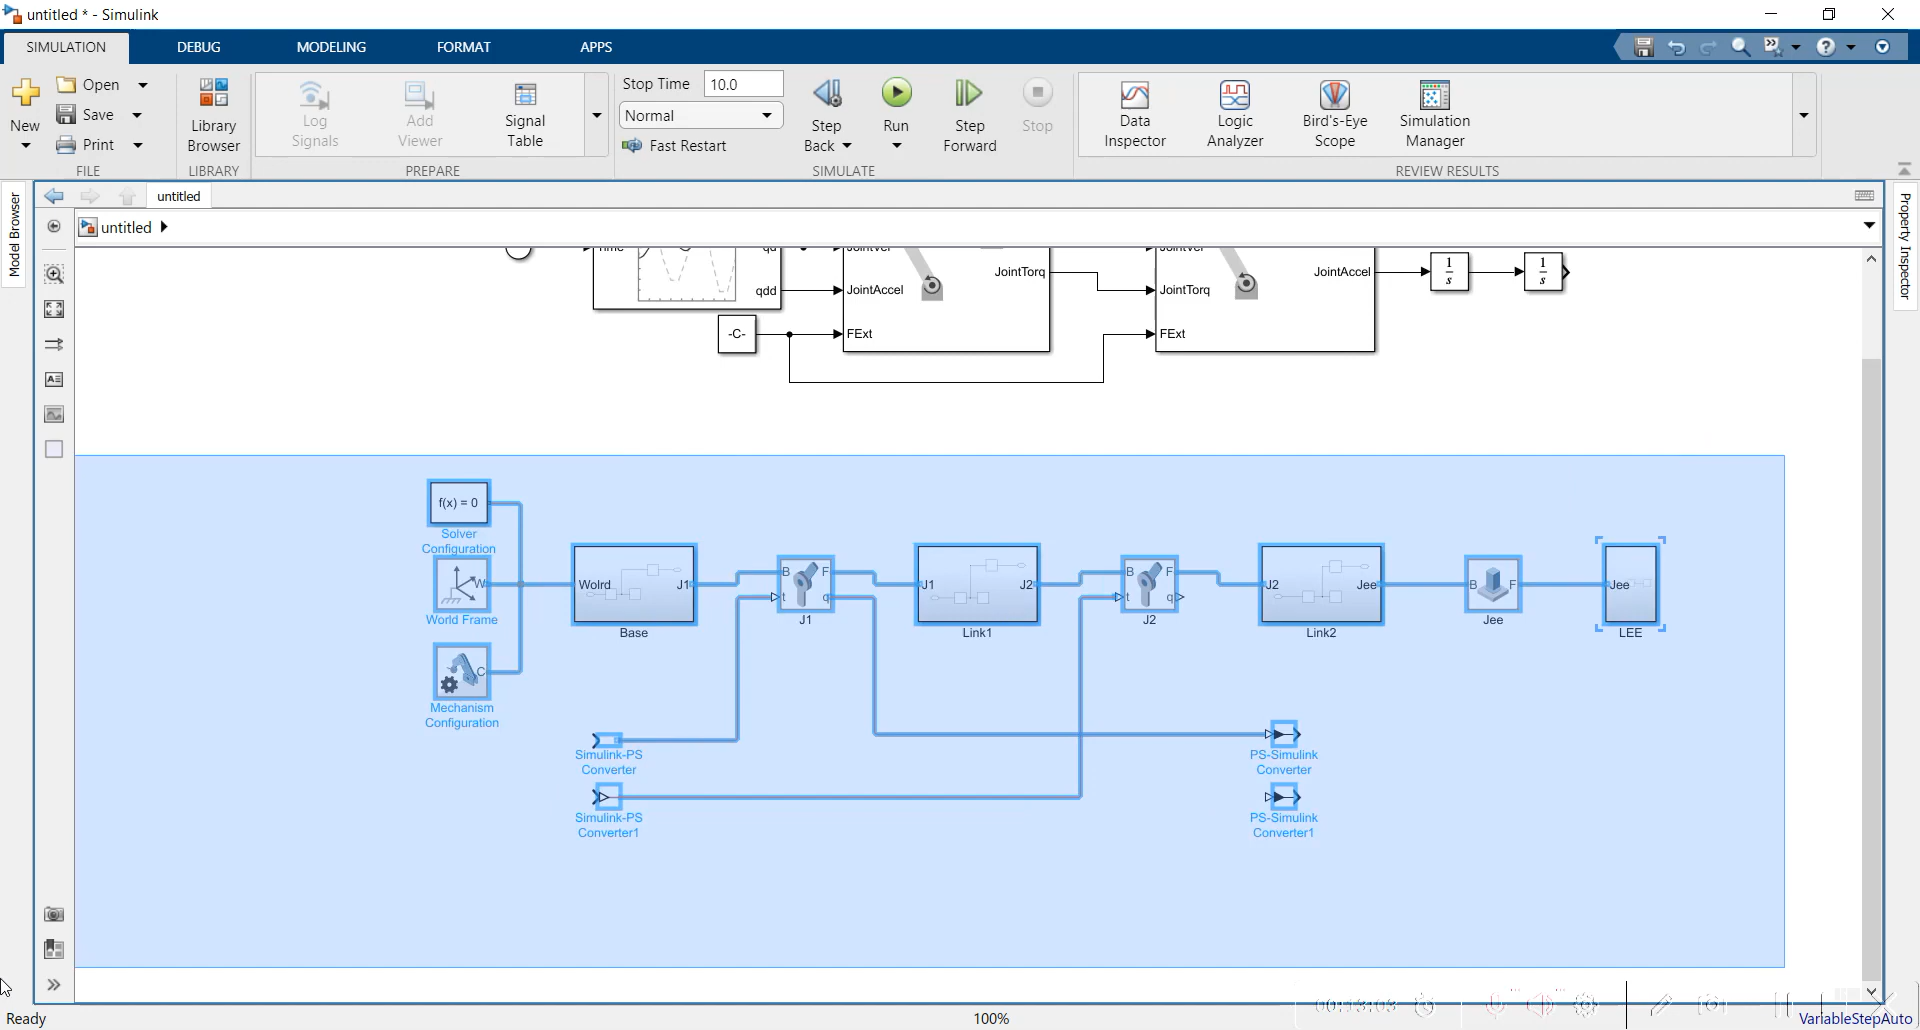 untitled * - Simulink
SIMULATION
DEBUG
MODELING
FORMAT
APPS
New
Open
Save
Print
FILE
Library
Browser
LIBRARY
Log
Signals
Add
Viewer
Signal
Table
PREPARE
Stop Time
10.0
Normal
Fast Restart
Step
Back
Run
Step
Forward
Stop
SIMULATE
Data
Inspector
Logic
Analyzer
Bird's-Eye
Scope
Simulation
Manager
REVIEW RESULTS
Model Browser
Property Inspector
untitled
untitled
qdd
JointAccel
JointTorq
FExt
JointTorq
FExt
JointAccel
1
s
1
s
-C-
f(x) = 0
Solver
Configuration
W
World Frame
C
Mechanism
Configuration
Wolrd
J1
Base
B
F
t
q
J1
J1
J2
Link1
B
F
t
q
J2
J2
Jee
Link2
B
F
Jee
Jee
LEE
Simulink-PS
Converter
Simulink-PS
Converter1
PS-Simulink
Converter
PS-Simulink
Converter1
Ready
100%
00:13:03
VariableStepAuto